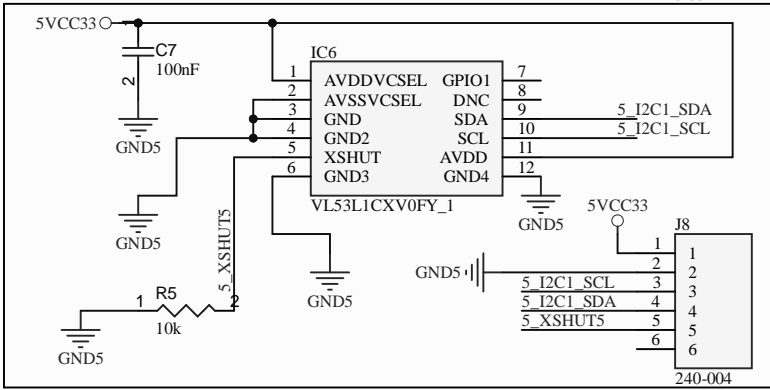 5VCC33
1
C7
100nF
2
GND5
IC6
1 AVDDVCSEL GPIO1 7
2 AVSSVCSEL DNC 8
3 GND SDA 9 5_I2C1_SDA
4 GND2 SCL 10 5_I2C1_SCL
5 XSHUT AVDD 11
6 GND3 GND4 12
VL53L1CXV0FY_1
GND5
GND5
GND5
5_XSHUT5
1 R5 2
10k
GND5
5VCC33
J8
1 1
GND5 2 2
5_I2C1_SCL 3 3
5_I2C1_SDA 4 4
5_XSHUT5 5 5
6 6
240-004